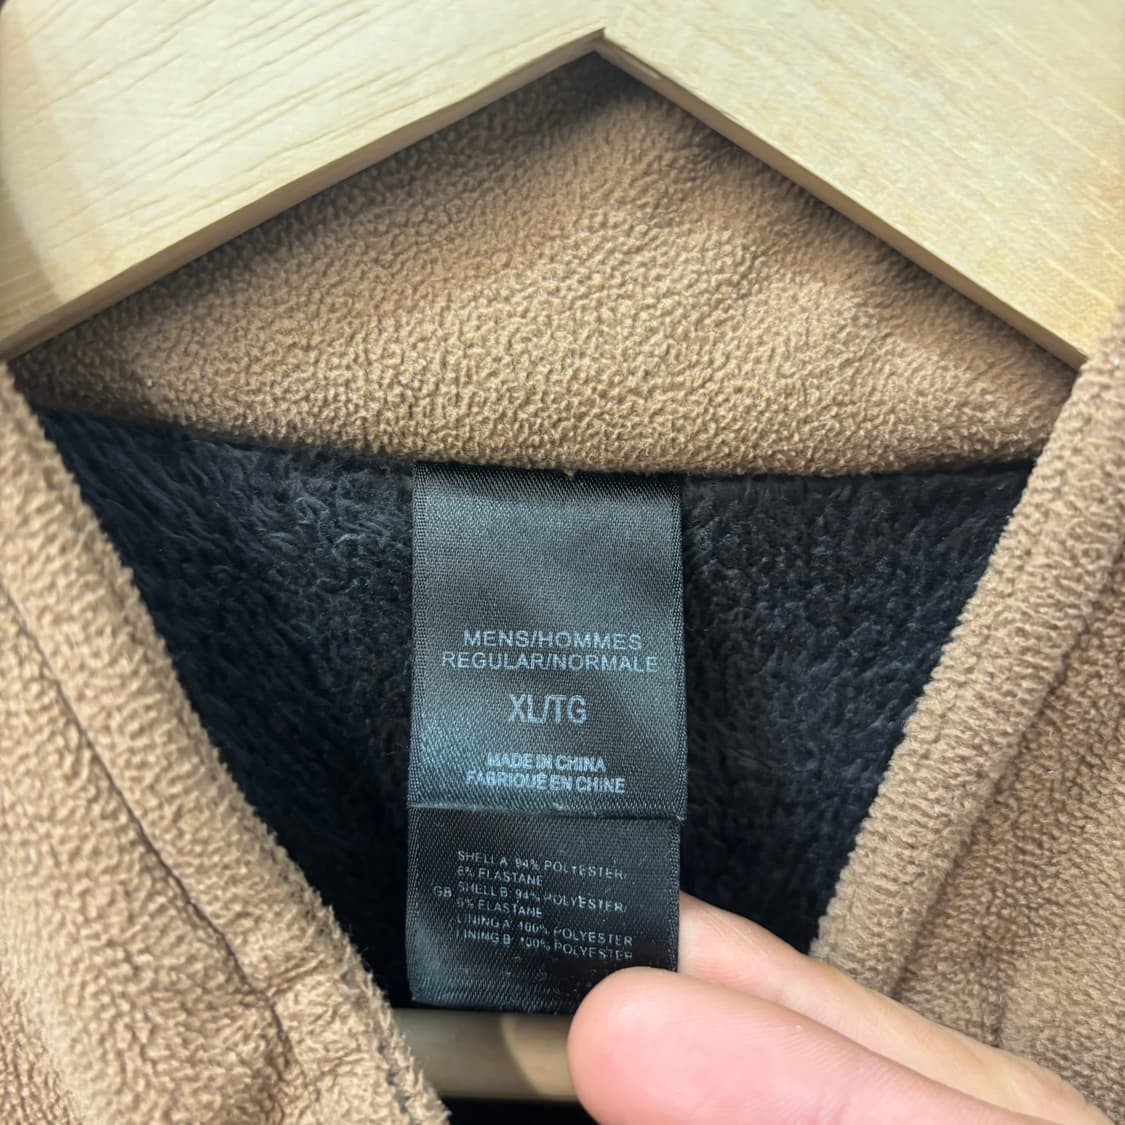 MENS/HOMMES
REGULAR/NORMALE
XL/TG
MADE IN CHINA
FABRIQUÉ EN CHINE
SHELL A: 94% POLYESTER/
6% ELASTANE
GB SHELL B: 94% POLYESTER/
6% ELASTANE
LINING A: 100% POLYESTER
LINING B: 100% POLYESTER